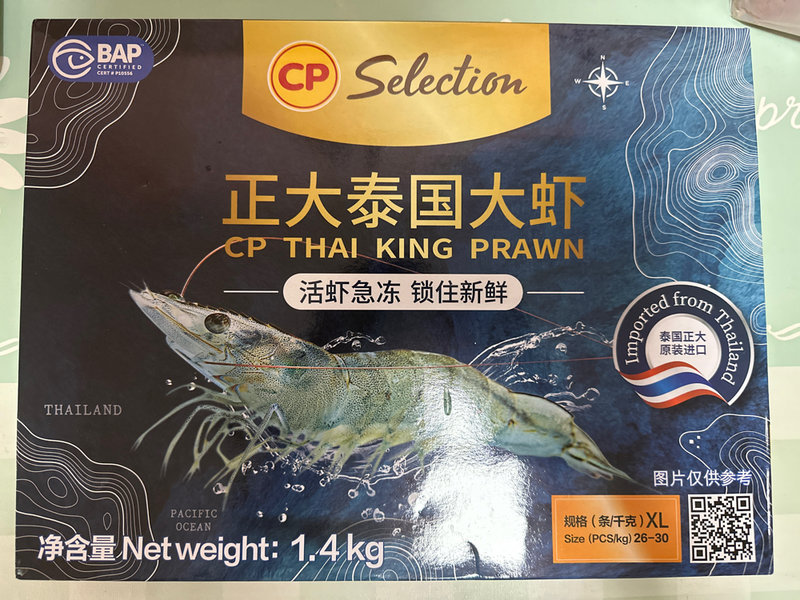 BAP
CERTIFIED
CERT # P10556
CP Selection
N
W E
S
正大泰国大虾
CP THAI KING PRAWN
活虾急冻 锁住新鲜
Imported from Thailand
泰国正大
原装进口
THAILAND
PACIFIC
OCEAN
图片仅供参考
规格（条/千克）XL
Size (PCS/kg) 26-30
净含量 Net weight: 1.4 kg